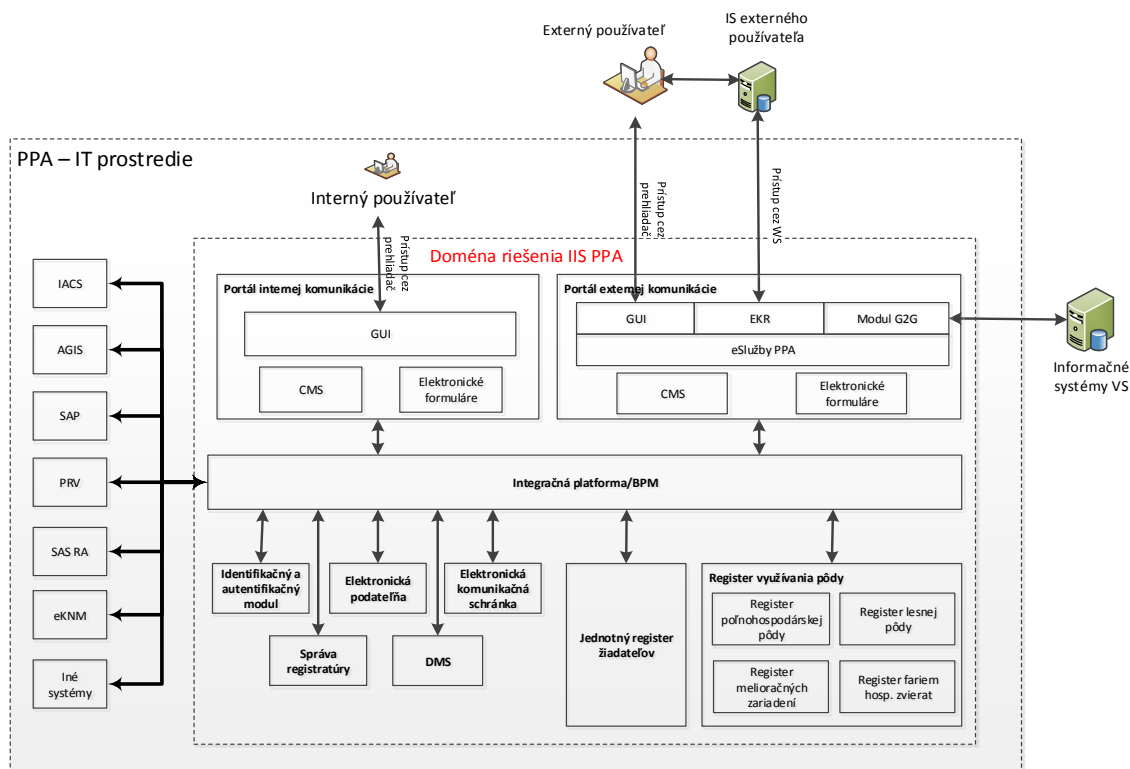 Externý používateľ
IS externého
používateľa
PPA – IT prostredie
Interný používateľ
Prístup cez
prehliadač
Prístup cez
prehliadač
Prístup cez WS
Doména riešenia IIS PPA
IACS
AGIS
SAP
PRV
SAS RA
eKNM
Iné
systémy
Portál internej komunikácie
GUI
CMS
Elektronické
formuláre
Portál externej komunikácie
GUI
EKR
Modul G2G
eSlužby PPA
CMS
Elektronické
formuláre
Informačné
systémy VS
Integračná platforma/BPM
Identifikačný a
autentifikačný
modul
Elektronická
podateľňa
Elektronická
komunikačná
schránka
Správa
registratúry
DMS
Jednotný register
žiadateľov
Register využívania pôdy
Register
poľnohospodárskej
pôdy
Register lesnej
pôdy
Register
melioračných
zariadení
Register fariem
hosp. zvierat